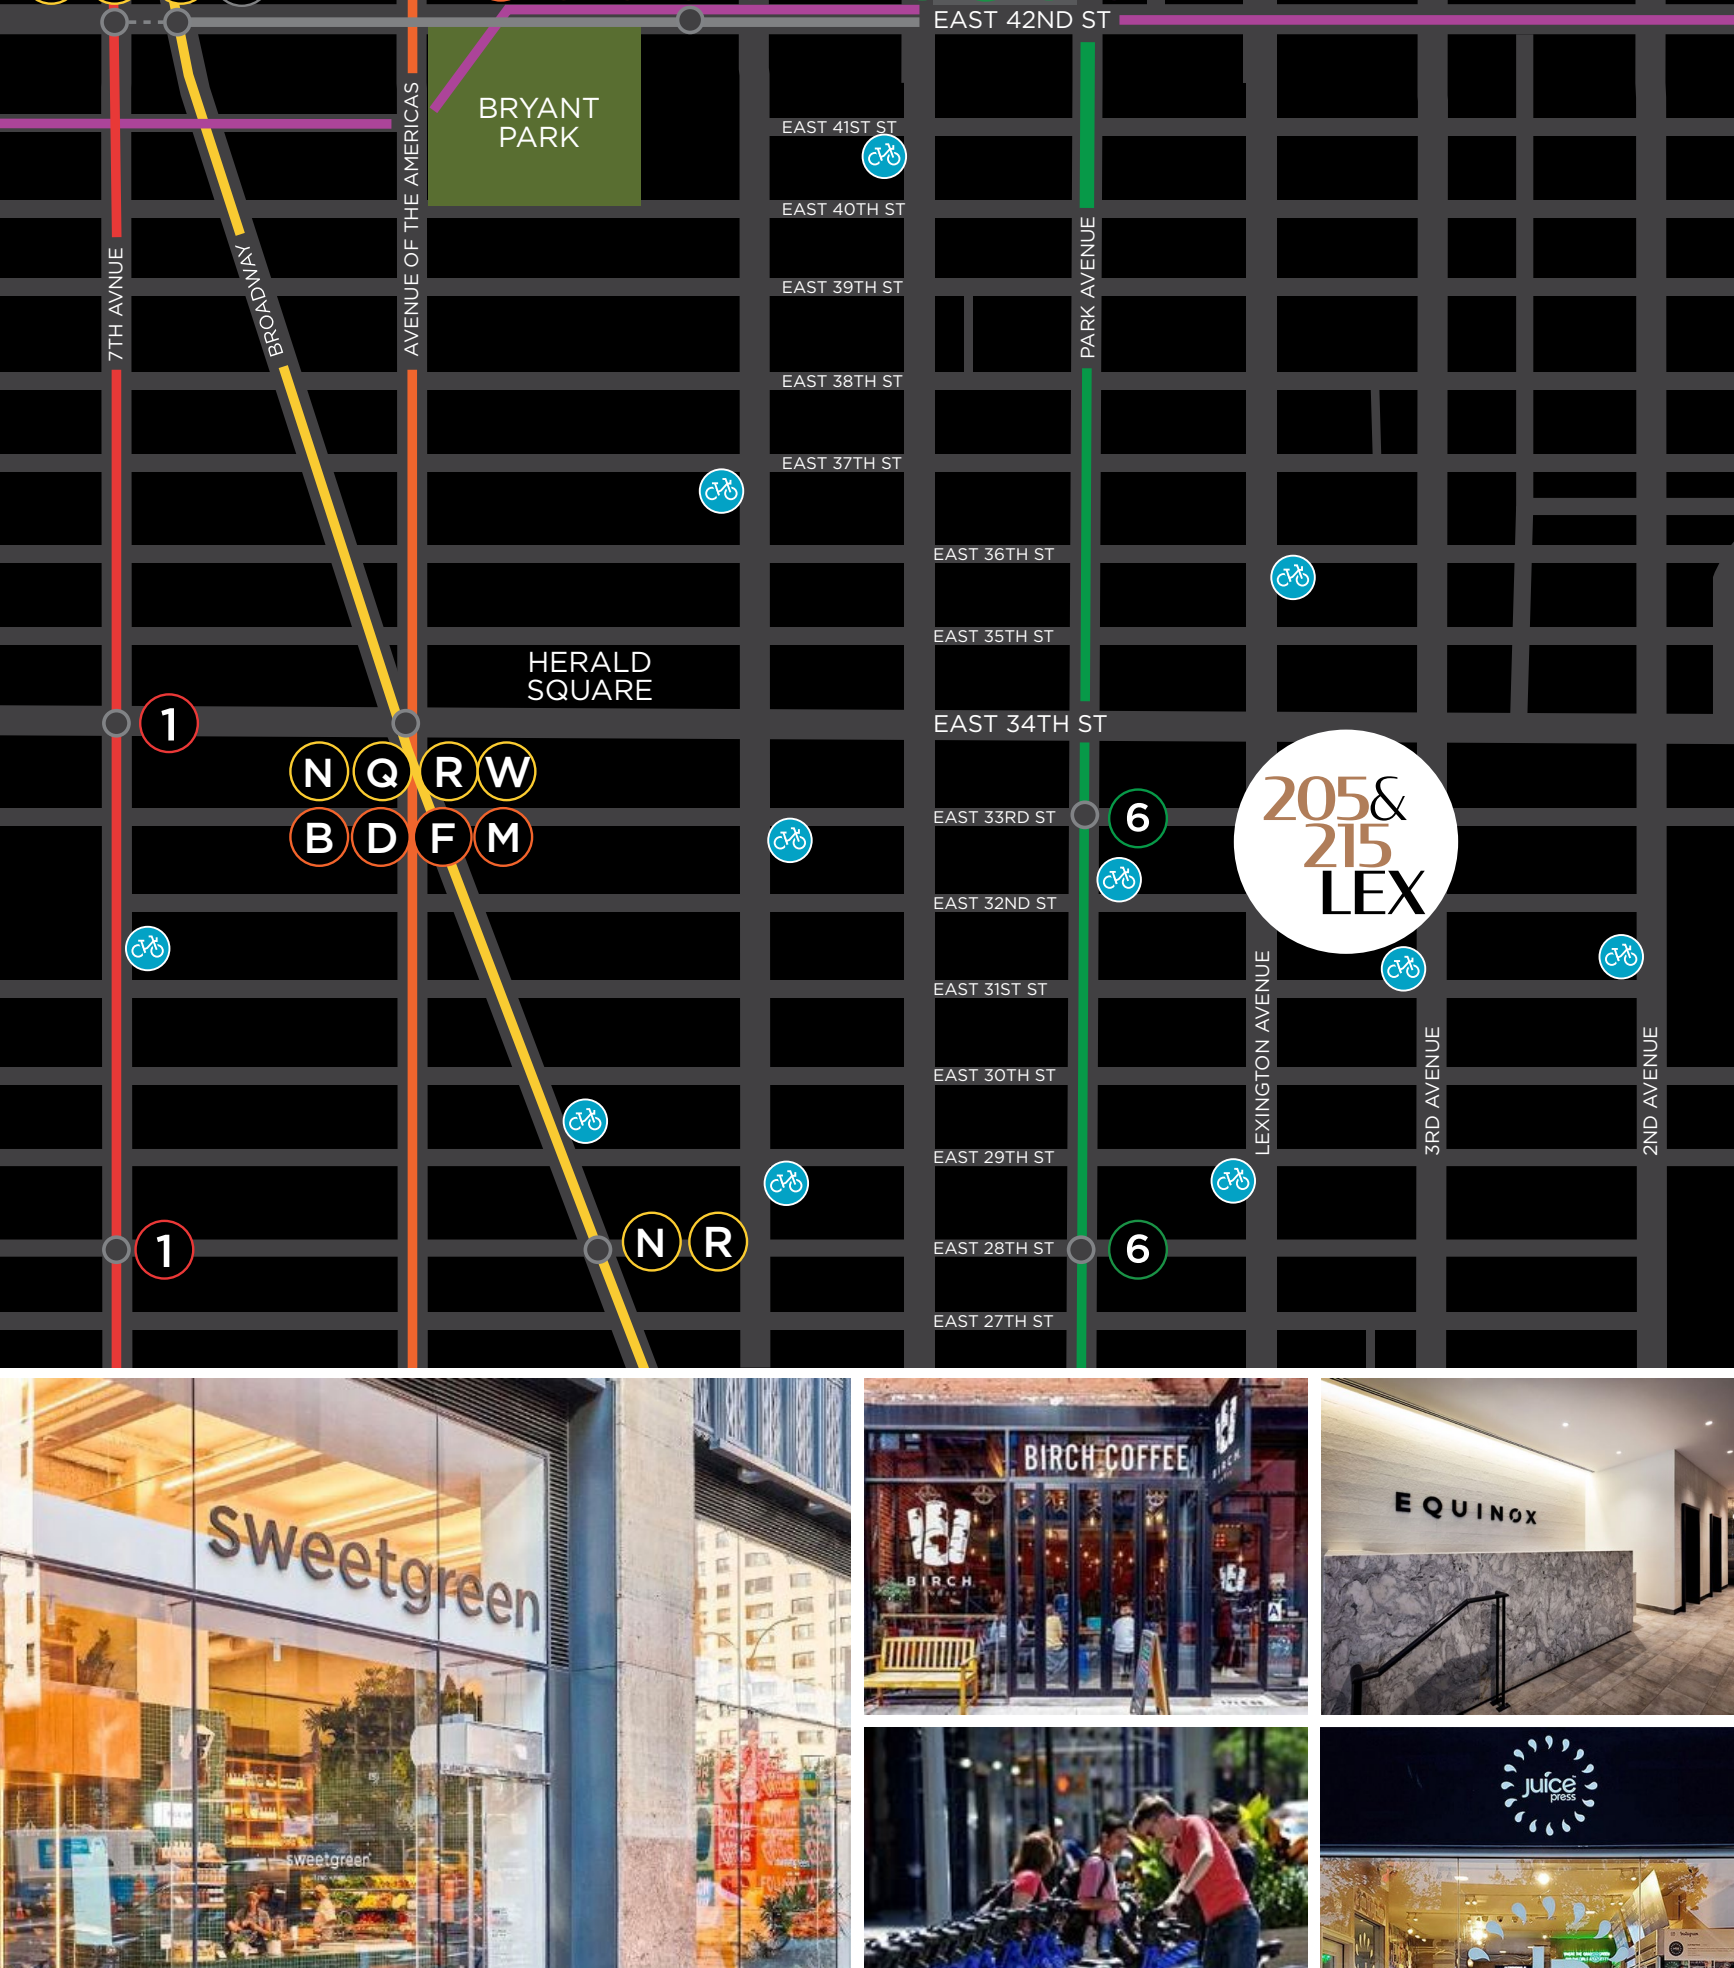 EAST 42ND ST
BRYANT
PARK
EAST 41ST ST
EAST 40TH ST
7TH AVNUE
BROADWAY
AVENUE OF THE AMERICAS
PARK AVENUE
EAST 39TH ST
EAST 38TH ST
EAST 37TH ST
EAST 36TH ST
EAST 35TH ST
HERALD
SQUARE
1
EAST 34TH ST
N Q R W
B D F M
EAST 33RD ST
6
205&
215
LEX
EAST 32ND ST
EAST 31ST ST
LEXINGTON AVENUE
3RD AVENUE
2ND AVENUE
EAST 30TH ST
EAST 29TH ST
1
N R
EAST 28TH ST
6
EAST 27TH ST
sweetgreen
sweetgreen
BIRCH COFFEE
BIRCH
BIRCH
A
EQUINOX
juice
press